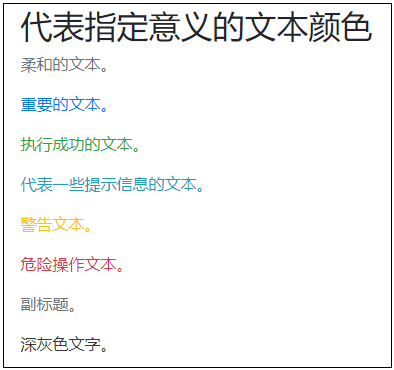 代表指定意义的文本颜色
柔和的文本。
重要的文本。
执行成功的文本。
代表一些提示信息的文本。
警告文本。
危险操作文本。
副标题。
深灰色文字。